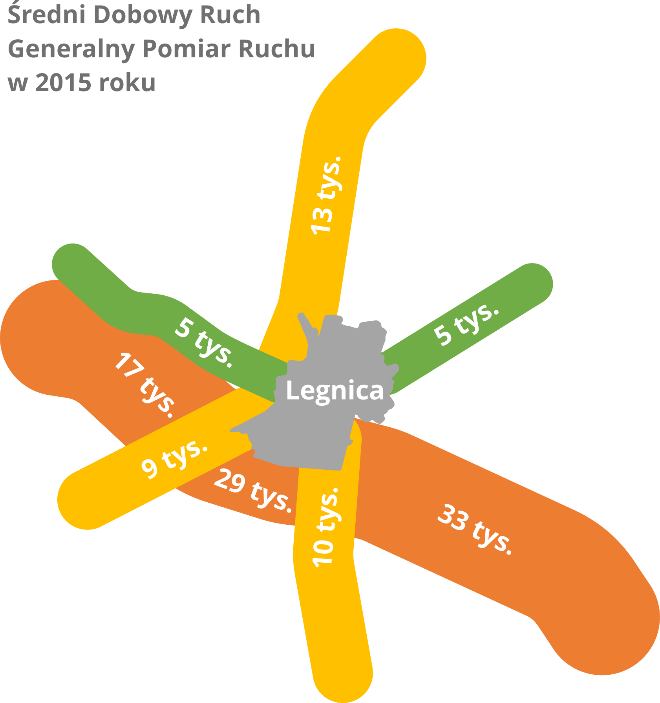 Średni Dobowy Ruch
Generalny Pomiar Ruchu
w 2015 roku
13 tys.
5 tys.
5 tys.
17 tys.
Legnica
9 tys.
29 tys.
10 tys.
33 tys.